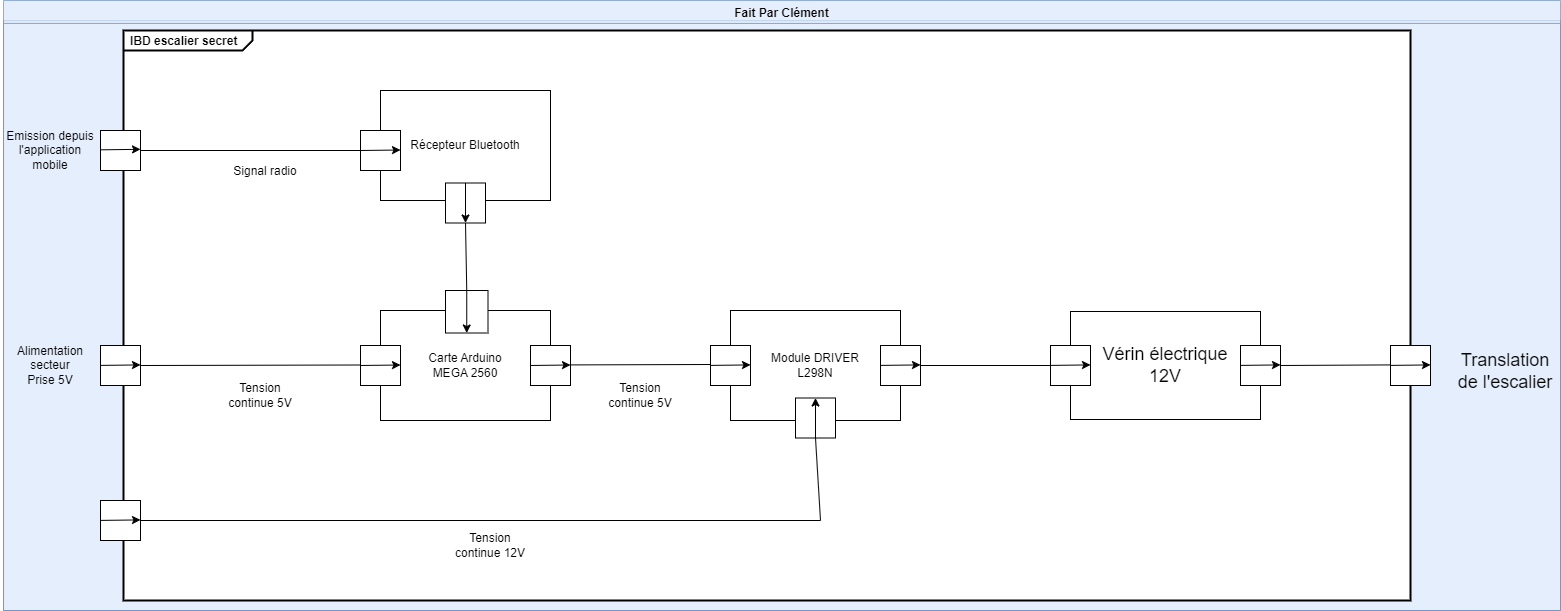 Fait Par Clément
IBD escalier secret
Emission depuis
l'application
mobile
Signal radio
Récepteur Bluetooth
Alimentation
secteur
Prise 5V
Tension
continue 5V
Carte Arduino
MEGA 2560
Tension
continue 5V
Module DRIVER
L298N
Vérin électrique
12V
Translation
de l'escalier
Tension
continue 12V